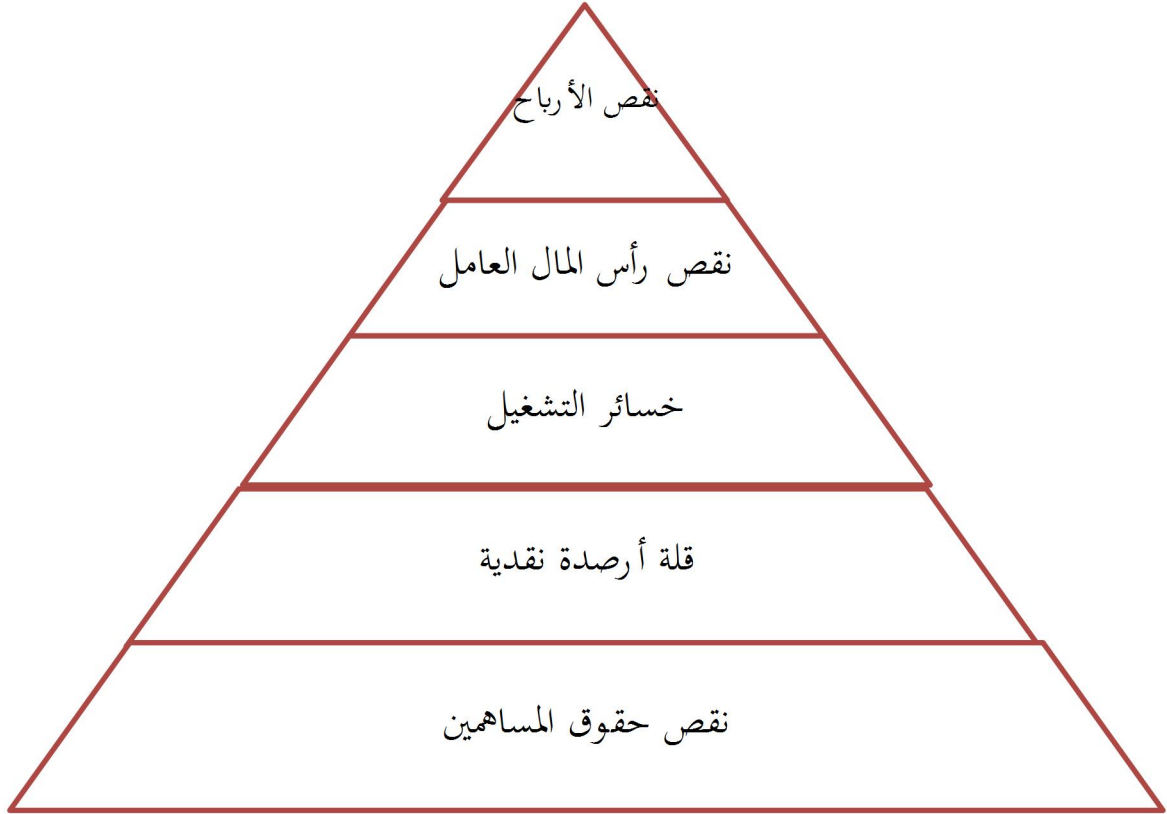 نقص الأرباح
نقص رأس المال العامل
خسائر التشغيل
قلة أرصدة نقدية
نقص حقوق المساهمين